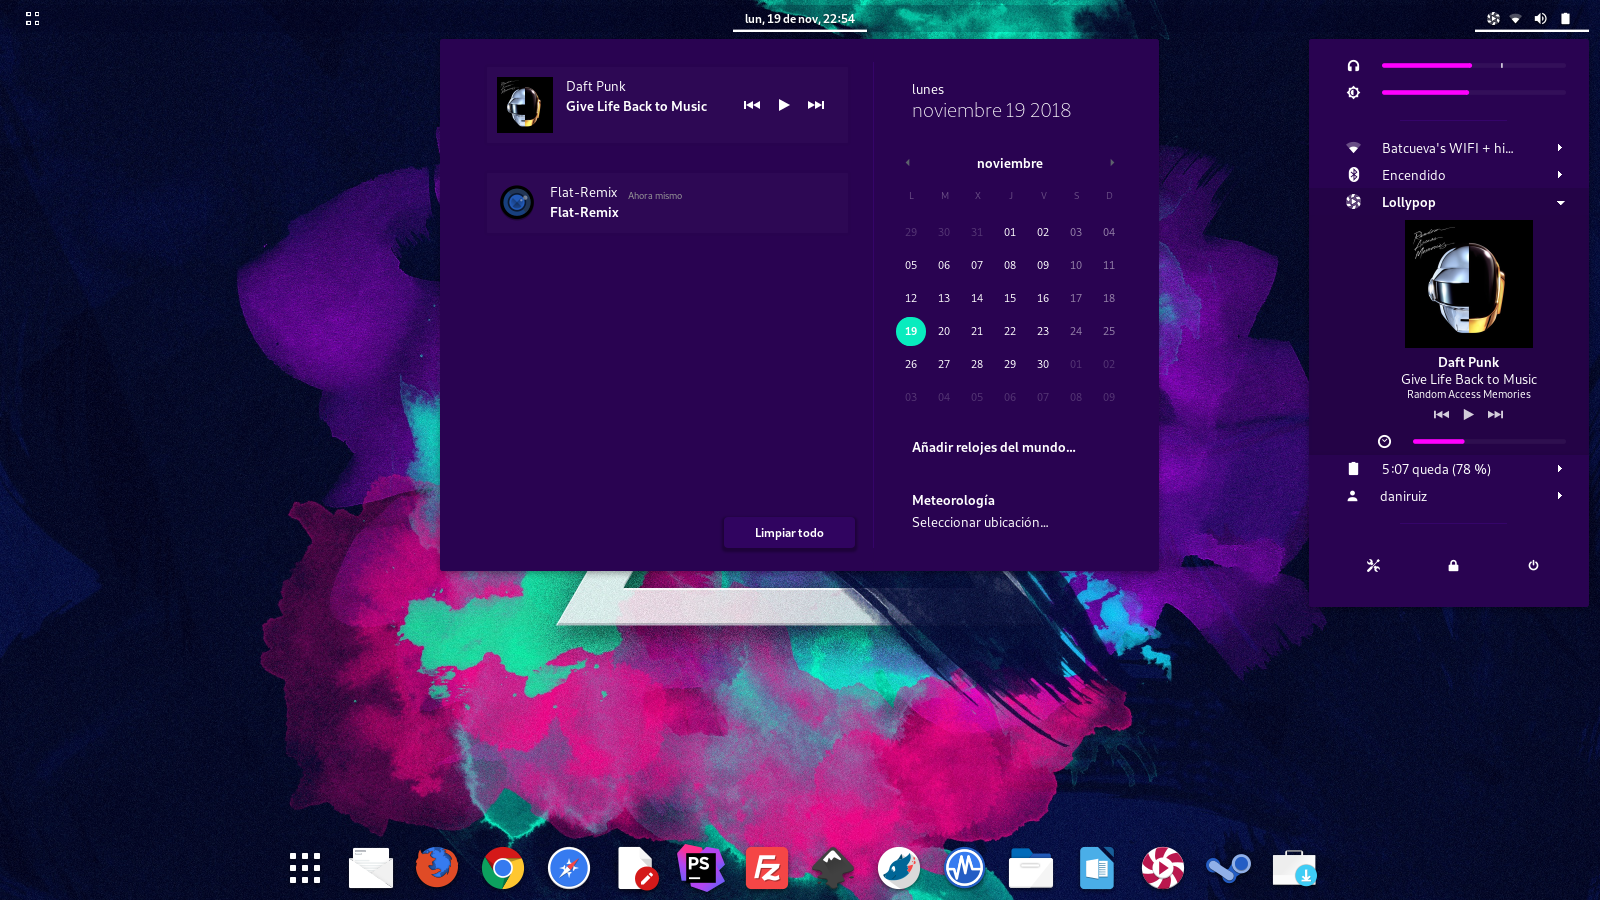 lun, 19 de nov, 22:54
Daft Punk
Give Life Back to Music
Flat-Remix Ahora mismo
Flat-Remix
Limpiar todo
lunes
noviembre 19 2018
noviembre
L M X J V S D
29 30 31 01 02 03 04
05 06 07 08 09 10 11
12 13 14 15 16 17 18
19 20 21 22 23 24 25
26 27 28 29 30 01 02
03 04 05 06 07 08 09
Añadir relojes del mundo...
Meteorología
Seleccionar ubicación...
Batcueva's WIFI + hi...
Encendido
Lollypop
Random
Access
Memories
Daft Punk
Give Life Back to Music
Random Access Memories
5:07 queda (78 %)
daniruiz
PS
FZ